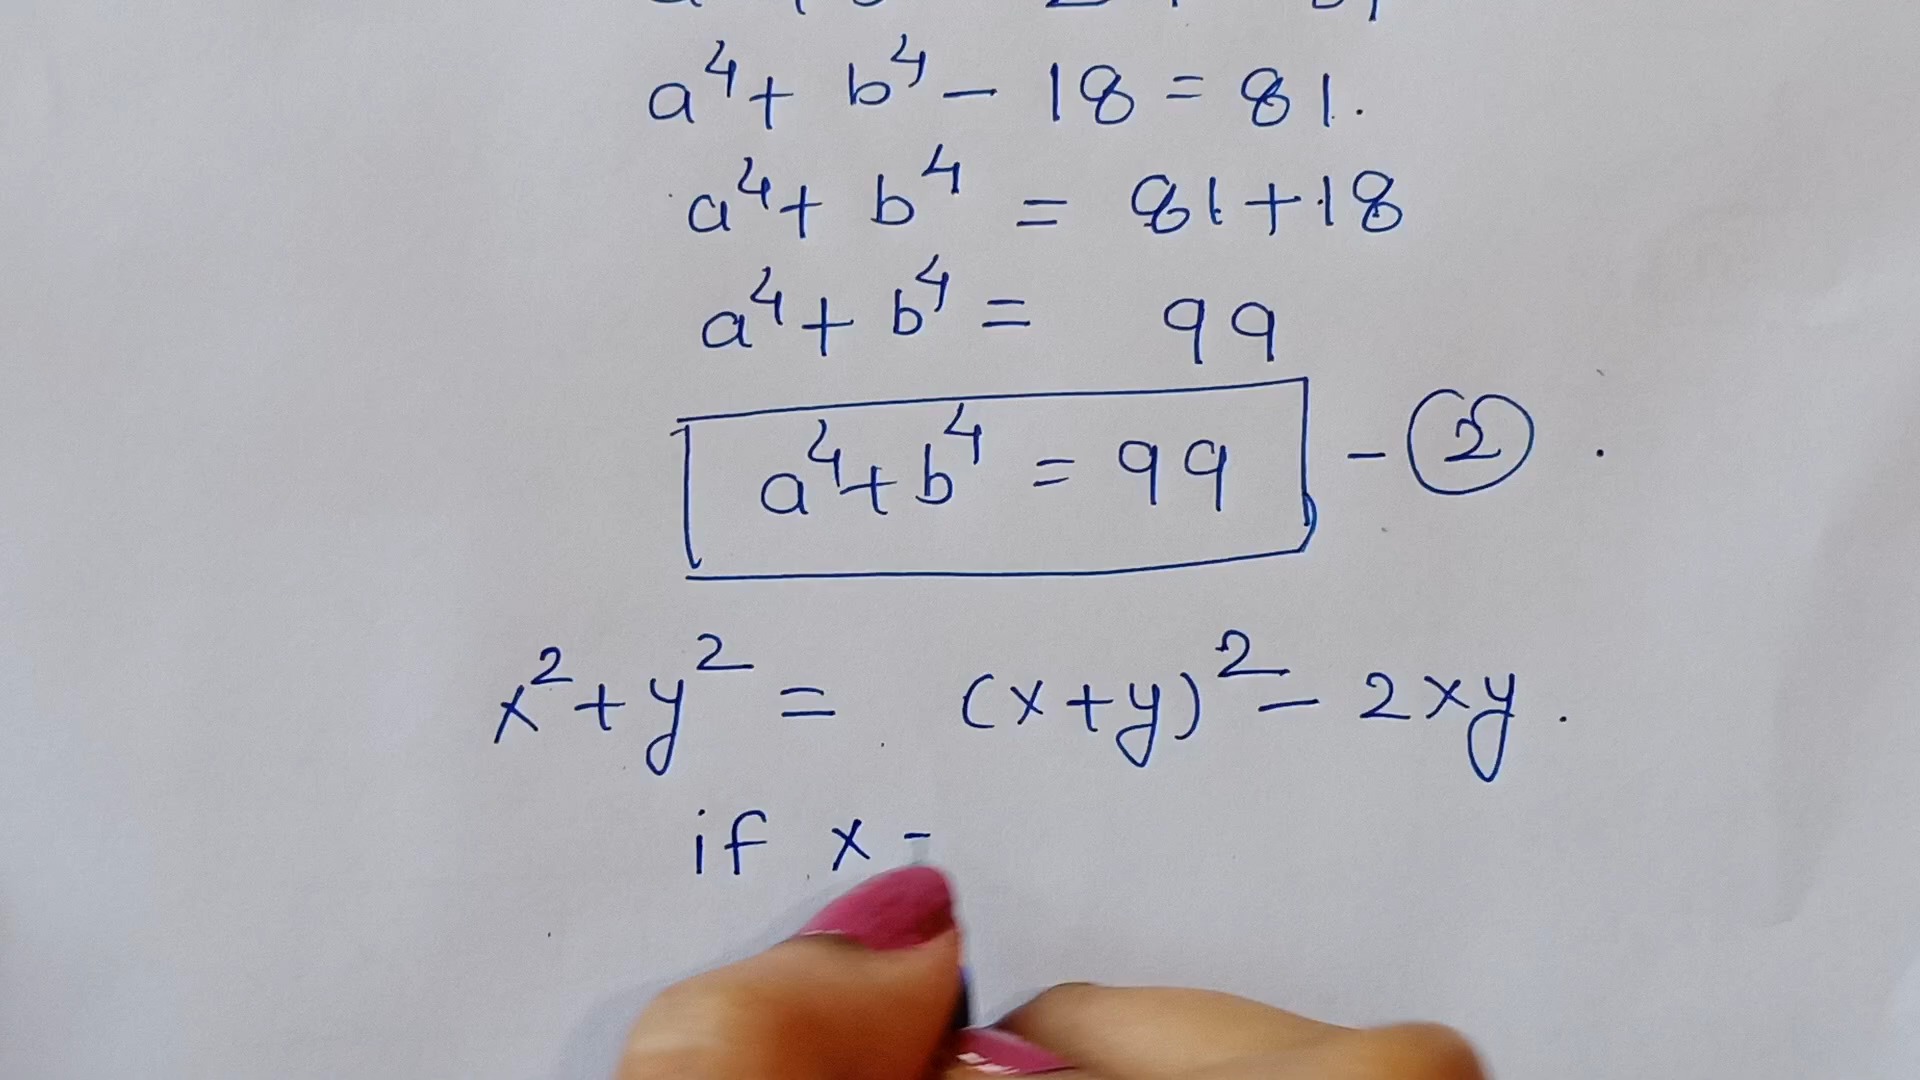 a⁴+ b⁴- 18 = 81.
a⁴+ b⁴ = 81+18
a⁴+ b⁴ = 99
a⁴+b⁴ = 99 - ②
x²+y² = (x+y)²- 2xy.
if x -